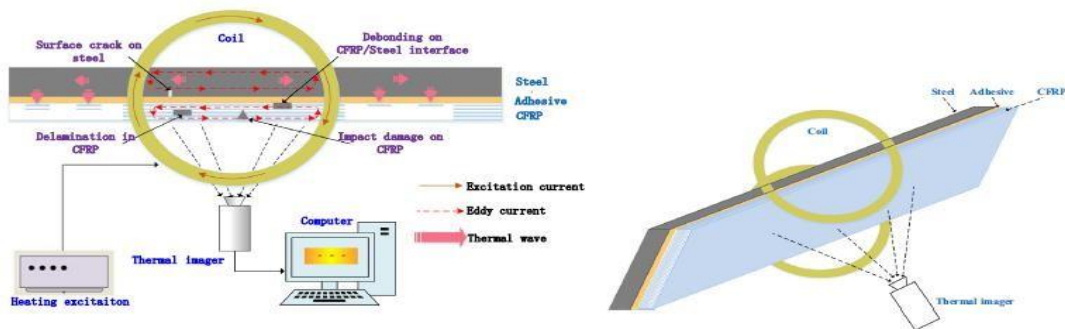 Coil
Surface crack on
steel
Debonding on
CFRP/Steel interface
Steel
Adhesive
CFRP
Delamination in
CFRP
Impact damage on
CFRP
Excitation current
Eddy current
Thermal wave
Computer
Thermal imager
Heating excitaiton
Steel
Adhesive
CFRP
Coil
Thermal imager